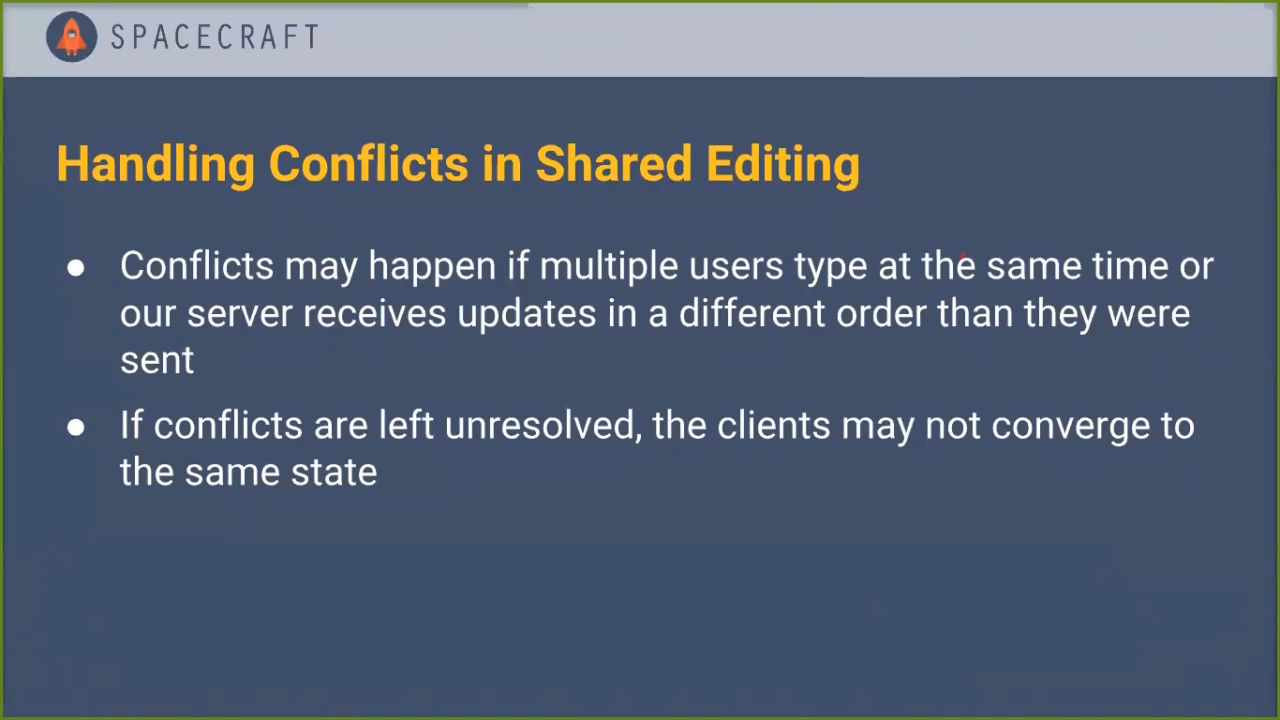 SPACECRAFT
Handling Conflicts in Shared Editing
● Conflicts may happen if multiple users type at the same time or
our server receives updates in a different order than they were
sent
● If conflicts are left unresolved, the clients may not converge to
the same state